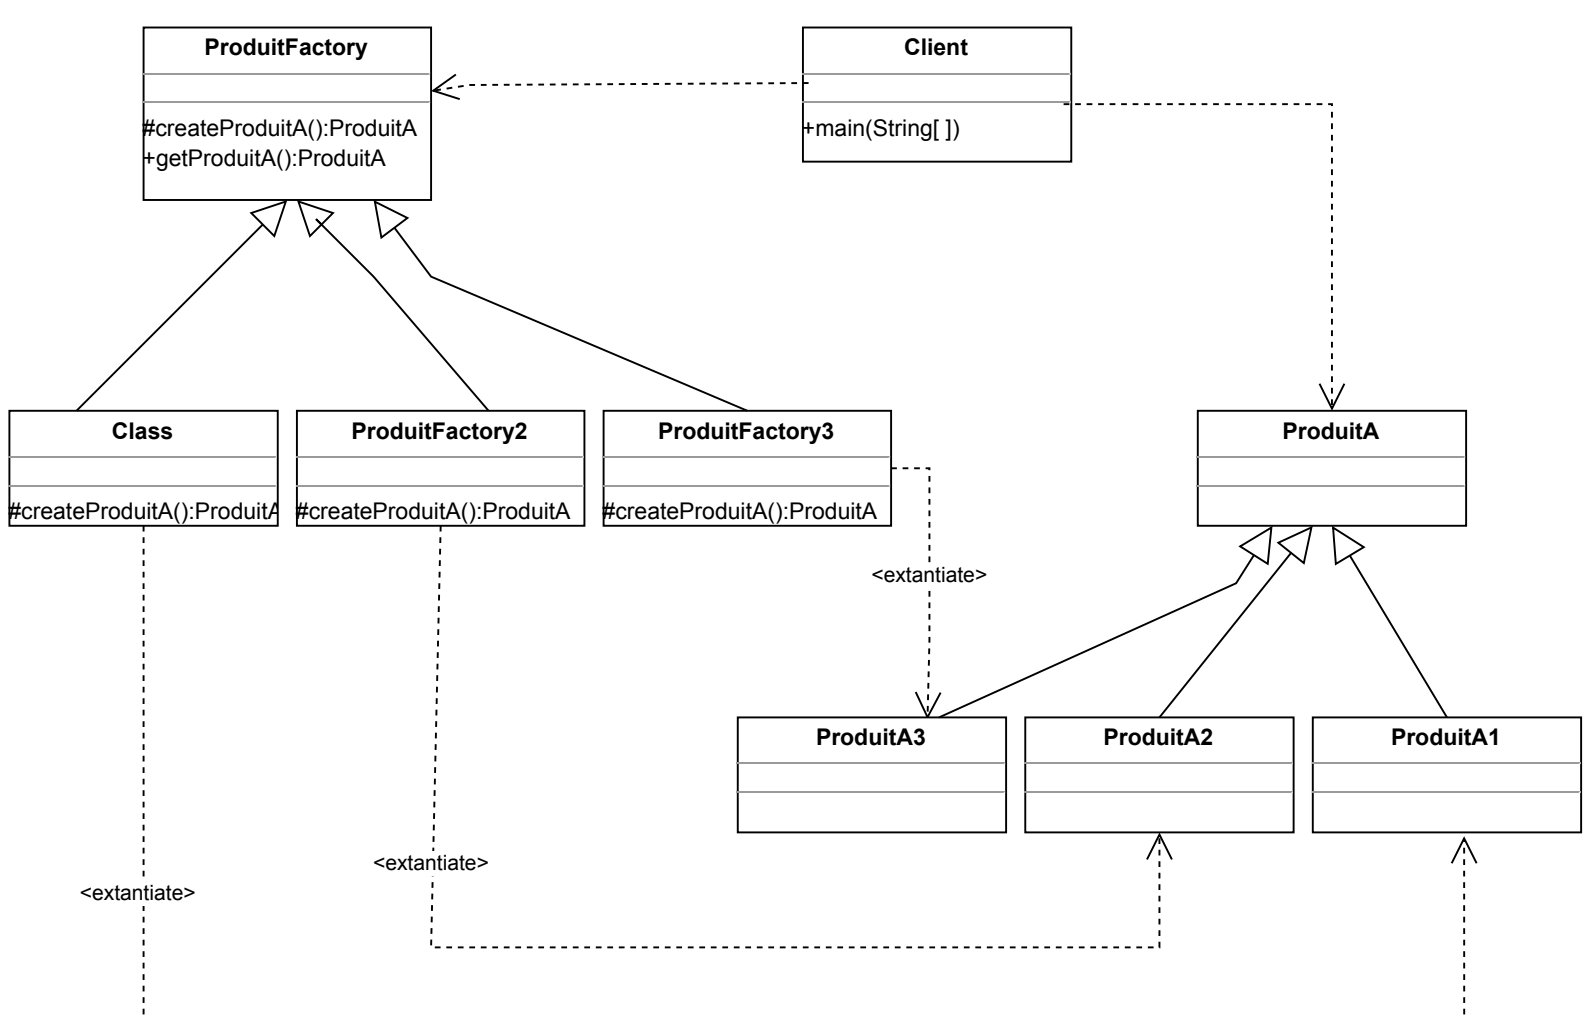 ProduitFactory
#createProduitA():ProduitA
+getProduitA():ProduitA
Client
+main(String[ ])
Class
#createProduitA():ProduitA
ProduitFactory2
#createProduitA():ProduitA
ProduitFactory3
#createProduitA():ProduitA
ProduitA
<extantiate>
ProduitA3
ProduitA2
ProduitA1
<extantiate>
<extantiate>